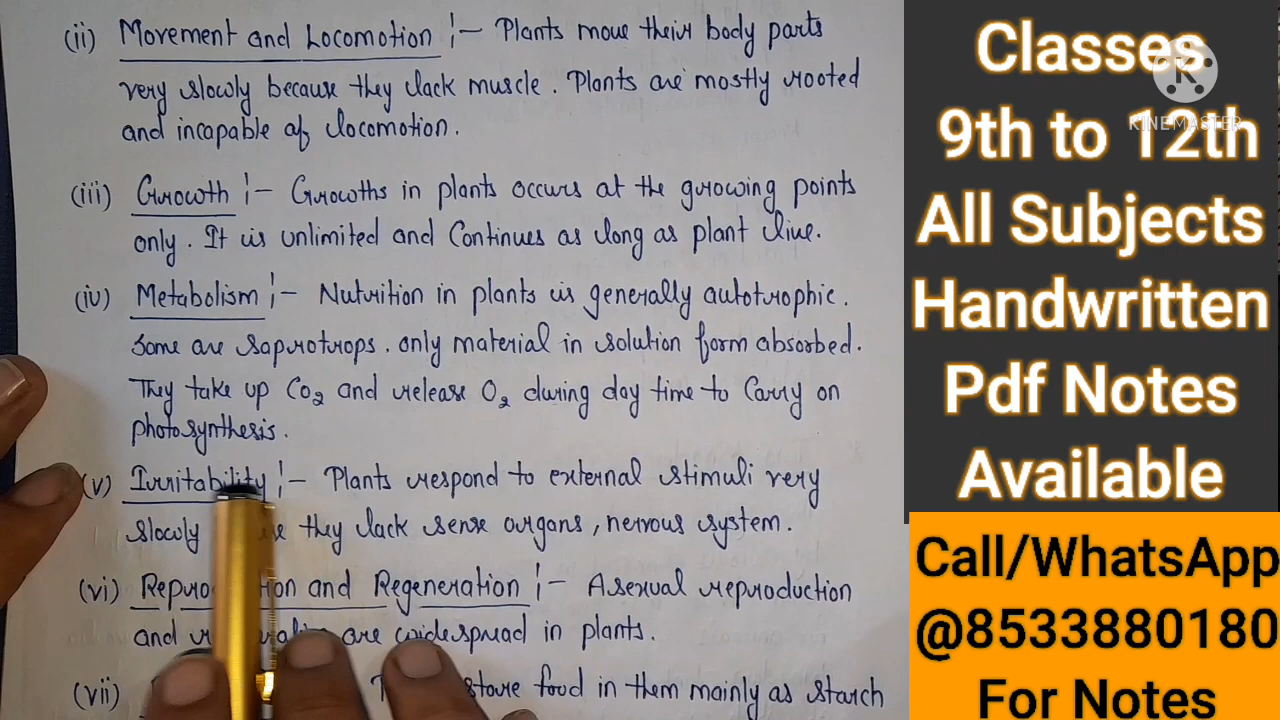 (ii) Movement and Locomotion :- Plants move their body parts
very slowly because they lack muscle. Plants are mostly rooted
and incapable of locomotion.
(iii) Growth :- Growths in plants occurs at the growing points
only. It is unlimited and Continues as long as plant live.
(iv) Metabolism :- Nutrition in plants is generally autotrophic.
Some are saprotrops. only material in solution form absorbed.
They take up CO2 and release O2 during day time to Carry on
photosynthesis.
(v) Irritability :- Plants respond to external stimuli very
slowly they lack sense organs, nervous system.
(vi) Reproduction and Regeneration :- Asexual reproduction
and are widespread in plants.
(vii) store food in them mainly as starch
Classes
9th to 12th
All Subjects
Handwritten
Pdf Notes
Available
Call/WhatsApp
@8533880180
For Notes
K
KINEMASTER